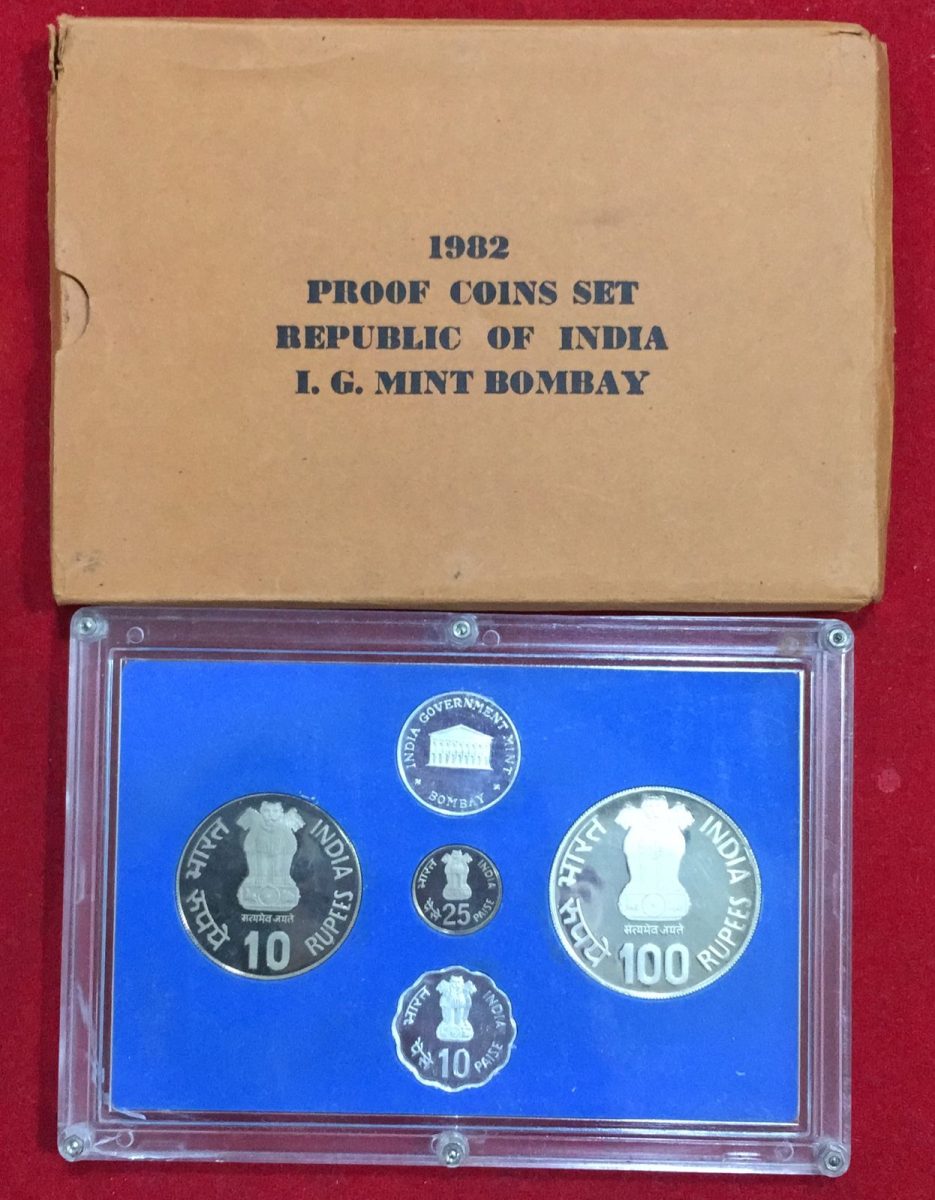 1982
PROOF COINS SET
REPUBLIC OF INDIA
I. G. MINT BOMBAY
INDIA GOVERNMENT MINT
BOMBAY
भारत INDIA
रुपये 10 RUPEES
सत्यमेव जयते
भारत INDIA
पैसे 25 PAISE
भारत INDIA
रुपये 100 RUPEES
सत्यमेव जयते
भारत INDIA
पैसे 10 PAISE